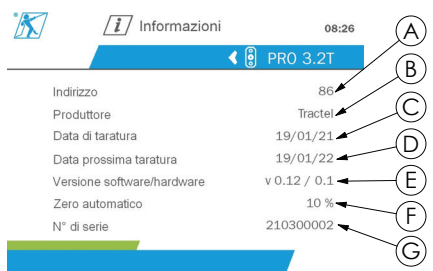 i Informazioni 08:26
PRO 3.2T
Indirizzo 86
Produttore Tractel
Data di taratura 19/01/21
Data prossima taratura 19/01/22
Versione software/hardware v 0.12 / 0.1
Zero automatico 10 %
N° di serie 210300002
A
B
C
D
E
F
G